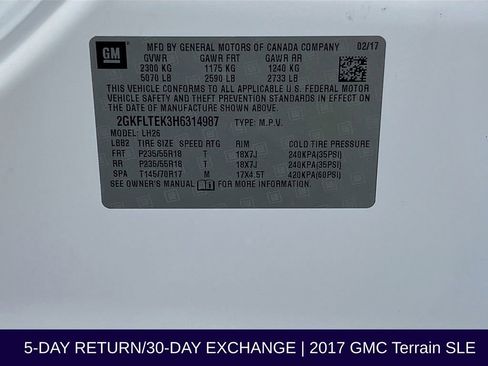 GM
MFD BY GENERAL MOTORS OF CANADA COMPANY 02/17
GVWR GAWR FRT GAWR RR
2300 KG 1175 KG 1240 KG
5070 LB 2590 LB 2733 LB
THIS VEHICLE CONFORMS TO ALL APPLICABLE U.S. FEDERAL MOTOR
VEHICLE SAFETY AND THEFT PREVENTION STANDARDS IN EFFECT ON THE
DATE OF MANUFACTURE SHOWN ABOVE.
2GKFLTEK3H6314987 TYPE: M.P.V.
MODEL: LH26
LBB2 TIRE SIZE SPEED RTG RIM COLD TIRE PRESSURE
FRT P235/55R18 T 18X7J 240KPA(35PSI)
RR P235/55R18 T 18X7J 240KPA(35PSI)
SPA T145/70R17 M 17X4.5T 420KPA(60PSI)
SEE OWNER'S MANUAL FOR MORE INFORMATION.
5-DAY RETURN/30-DAY EXCHANGE | 2017 GMC Terrain SLE